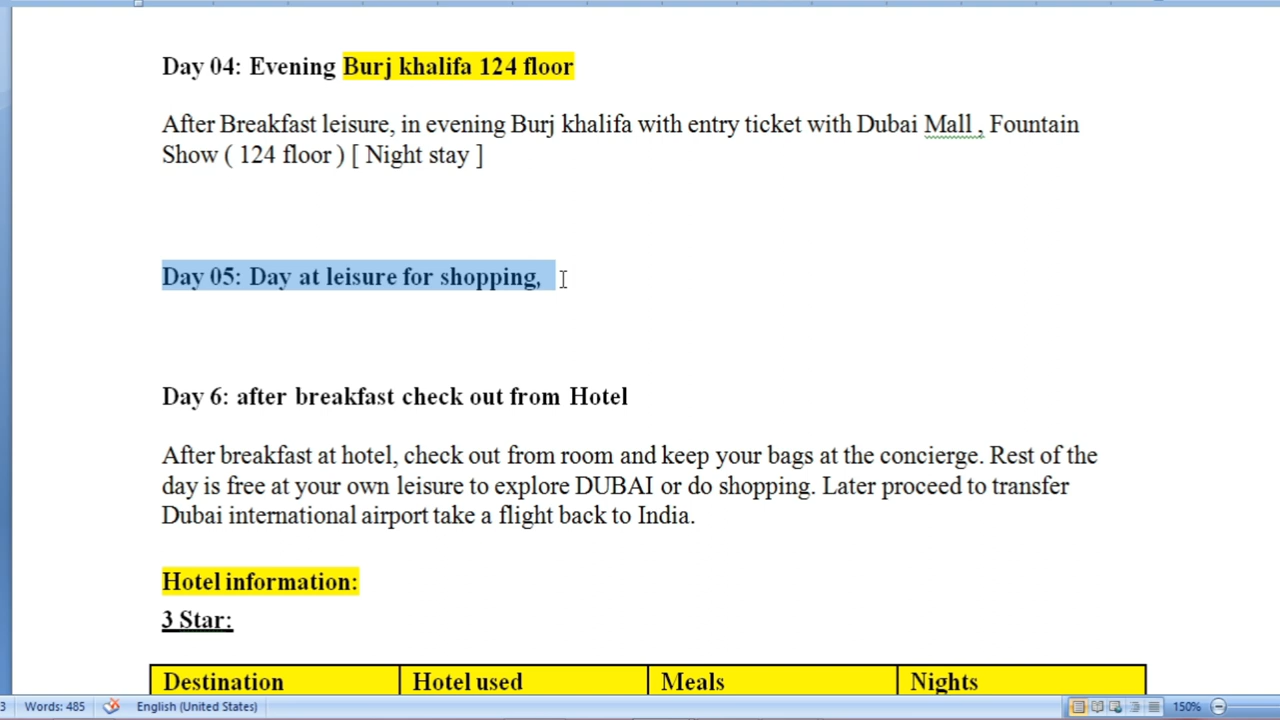 Day 04: Evening Burj khalifa 124 floor
After Breakfast leisure, in evening Burj khalifa with entry ticket with Dubai Mall , Fountain
Show ( 124 floor ) [ Night stay ]
Day 05: Day at leisure for shopping,
Day 6: after breakfast check out from Hotel
After breakfast at hotel, check out from room and keep your bags at the concierge. Rest of the
day is free at your own leisure to explore DUBAI or do shopping. Later proceed to transfer
Dubai international airport take a flight back to India.
Hotel information:
3 Star:
Destination Hotel used Meals Nights
3 Words: 485 English (United States) 150%